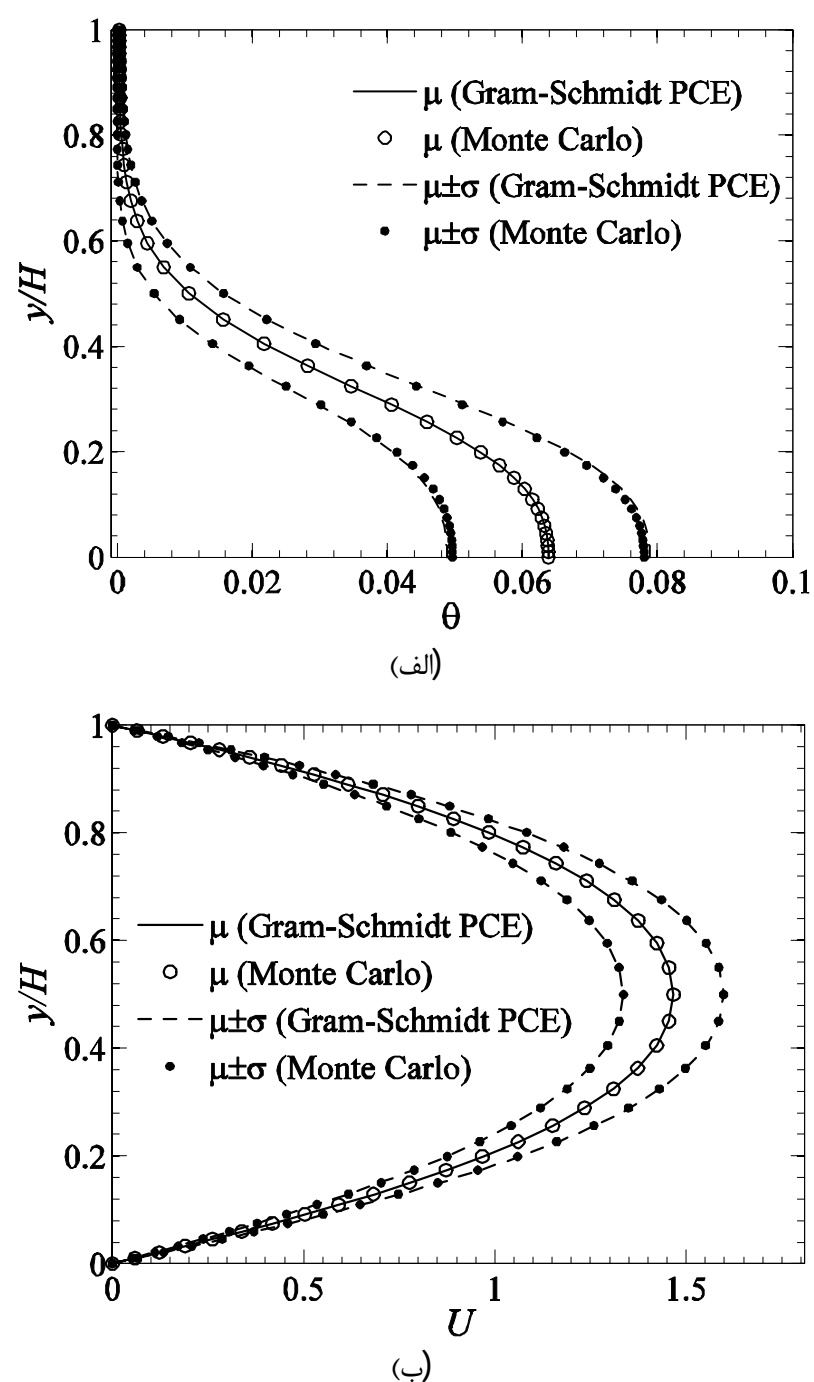 1
0.8
0.6
0.4
0.2
0
y/H
μ (Gram-Schmidt PCE)
μ (Monte Carlo)
μ±σ (Gram-Schmidt PCE)
μ±σ (Monte Carlo)
0 0.02 0.04 0.06 0.08 0.1
θ
(الف)
1
0.8
0.6
0.4
0.2
0
y/H
μ (Gram-Schmidt PCE)
μ (Monte Carlo)
μ±σ (Gram-Schmidt PCE)
μ±σ (Monte Carlo)
0 0.5 1 1.5
U
(ب)